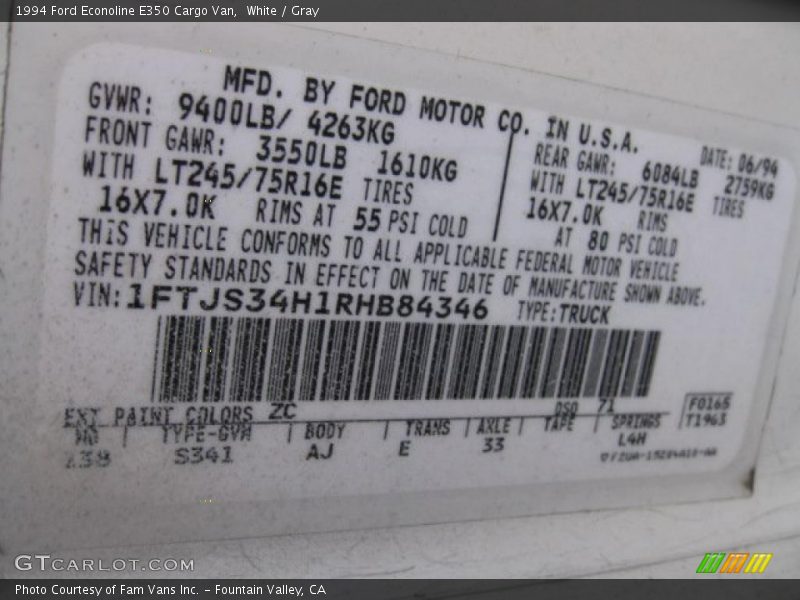 1994 Ford Econoline E350 Cargo Van,  White / Gray
MFD. BY FORD MOTOR CO. IN U.S.A.
GVWR: 9400LB/ 4263KG
DATE: 06/94
FRONT GAWR: 3550LB 1610KG
WITH LT245/75R16E TIRES
16X7.0K RIMS AT 55 PSI COLD
REAR GAWR: 6084LB 2759KG
WITH LT245/75R16E TIRES
16X7.0K RIMS
AT 80 PSI COLD
THIS VEHICLE CONFORMS TO ALL APPLICABLE FEDERAL MOTOR VEHICLE
SAFETY STANDARDS IN EFFECT ON THE DATE OF MANUFACTURE SHOWN ABOVE.
VIN: 1FTJS34H1RHB84346 TYPE: TRUCK
EXT PAINT COLORS ZC DSO 71
F0165
T1963
WB | TYPE-GVW | BODY | TRANS | AXLE | TAPE | SPRINGS
138 S341 AJ E 33 L4H
GTCARLOT.COM
Photo Courtesy of Fam Vans Inc. - Fountain Valley, CA